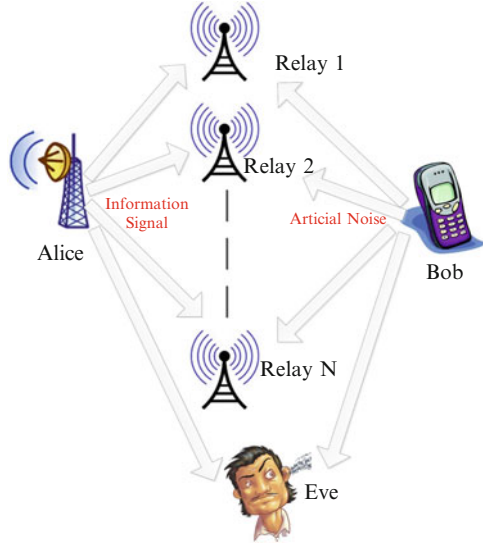 Relay 1
Relay 2
Information
Signal
Articial Noise
Alice
Bob
Relay N
Eve